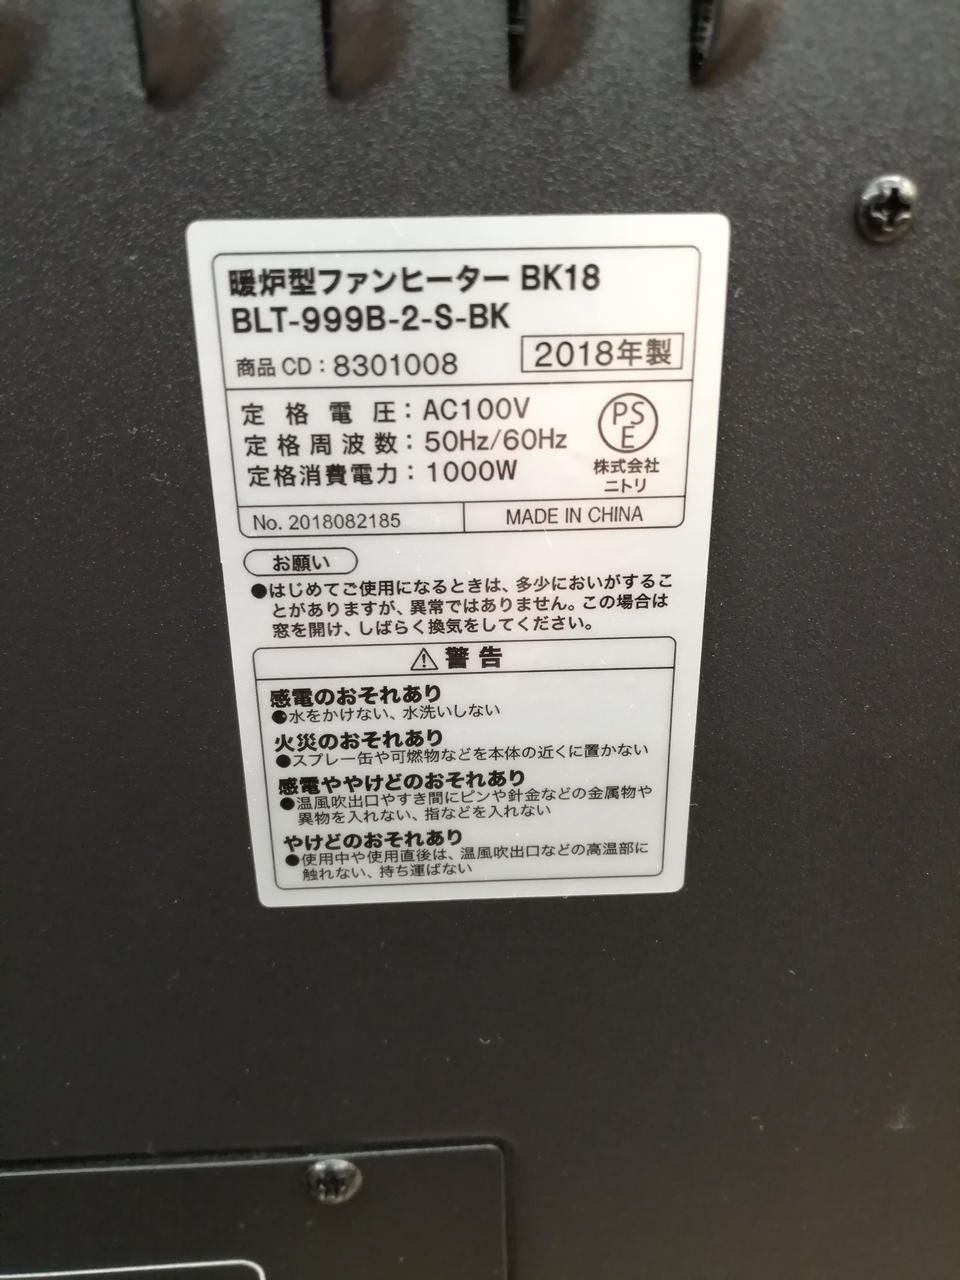 暖炉型ファンヒーター BK18
BLT-999B-2-S-BK
商品CD：8301008
2018年製
定格電圧：AC100V
定格周波数：50Hz/60Hz
定格消費電力：1000W
PSE
株式会社
ニトリ
No. 2018082185
MADE IN CHINA
お願い
●はじめてご使用になるときは、多少においがするこ
とがありますが、異常ではありません。この場合は
窓を開け、しばらく換気をしてください。
⚠警告
感電のおそれあり
●水をかけない、水洗いしない
火災のおそれあり
●スプレー缶や可燃物などを本体の近くに置かない
感電ややけどのおそれあり
●温風吹出口やすき間にピンや針金などの金属物や
異物を入れない、指などを入れない
やけどのおそれあり
●使用中や使用直後は、温風吹出口などの高温部に
触れない、持ち運ばない